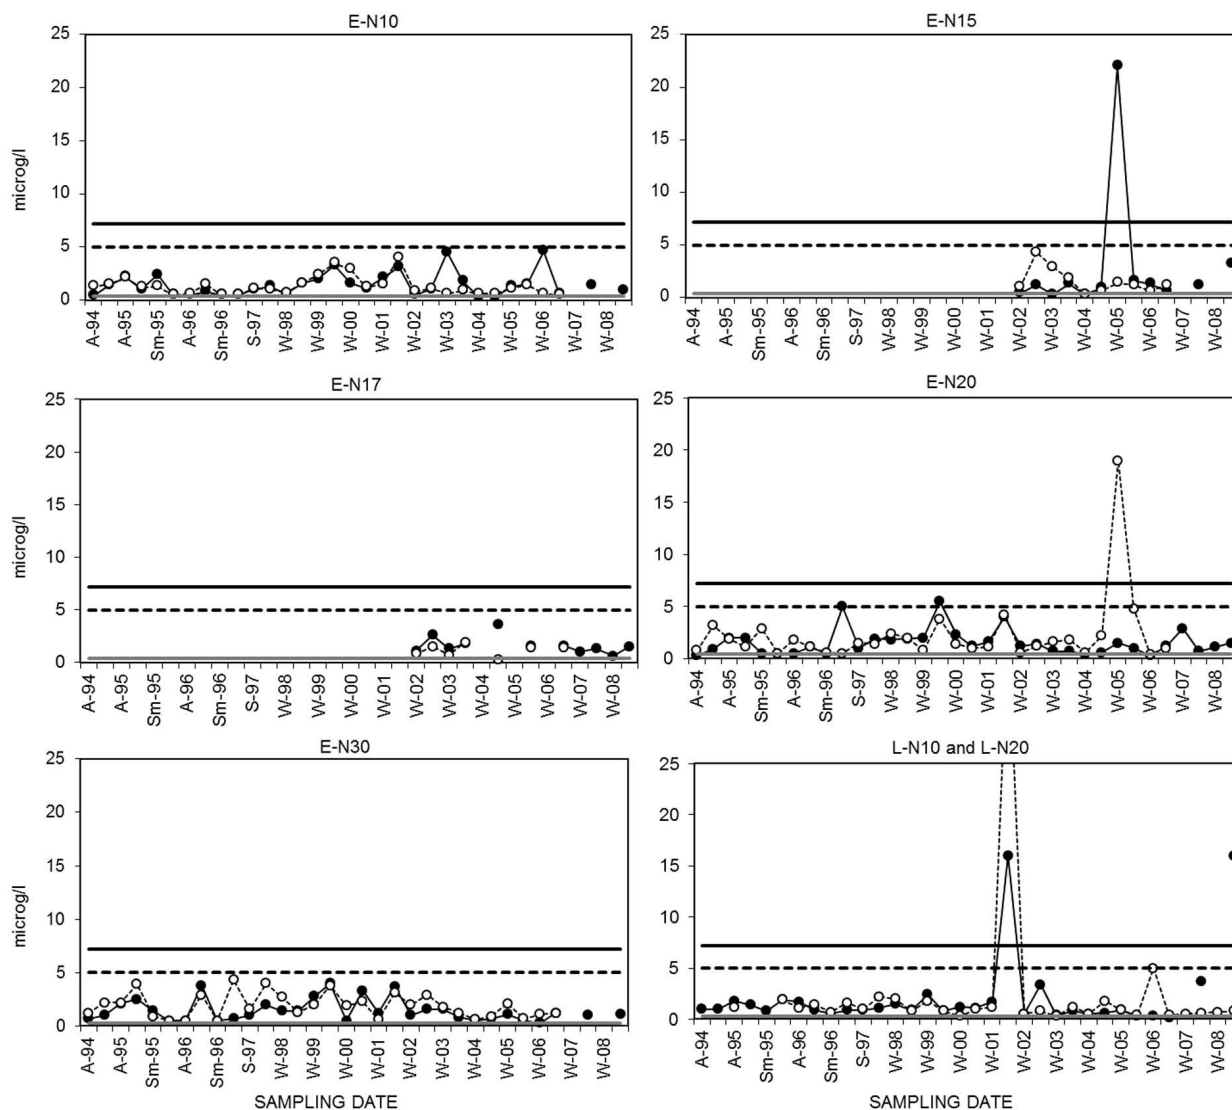 E-N10
E-N15
25
20
15
10
5
0
microg/l
A-94
A-95
Sm-95
A-96
Sm-96
S-97
W-98
W-99
W-00
W-01
W-02
W-03
W-04
W-05
W-06
W-07
W-08
25
20
15
10
5
0
A-94
A-95
Sm-95
A-96
Sm-96
S-97
W-98
W-99
W-00
W-01
W-02
W-03
W-04
W-05
W-06
W-07
W-08
E-N17
E-N20
25
20
15
10
5
0
microg/l
A-94
A-95
Sm-95
A-96
Sm-96
S-97
W-98
W-99
W-00
W-01
W-02
W-03
W-04
W-05
W-06
W-07
W-08
25
20
15
10
5
0
A-94
A-95
Sm-95
A-96
Sm-96
S-97
W-98
W-99
W-00
W-01
W-02
W-03
W-04
W-05
W-06
W-07
W-08
E-N30
L-N10 and L-N20
25
20
15
10
5
0
microg/l
A-94
A-95
Sm-95
A-96
Sm-96
S-97
W-98
W-99
W-00
W-01
W-02
W-03
W-04
W-05
W-06
W-07
W-08
SAMPLING DATE
25
20
15
10
5
0
A-94
A-95
Sm-95
A-96
Sm-96
S-97
W-98
W-99
W-00
W-01
W-02
W-03
W-04
W-05
W-06
W-07
W-08
SAMPLING DATE